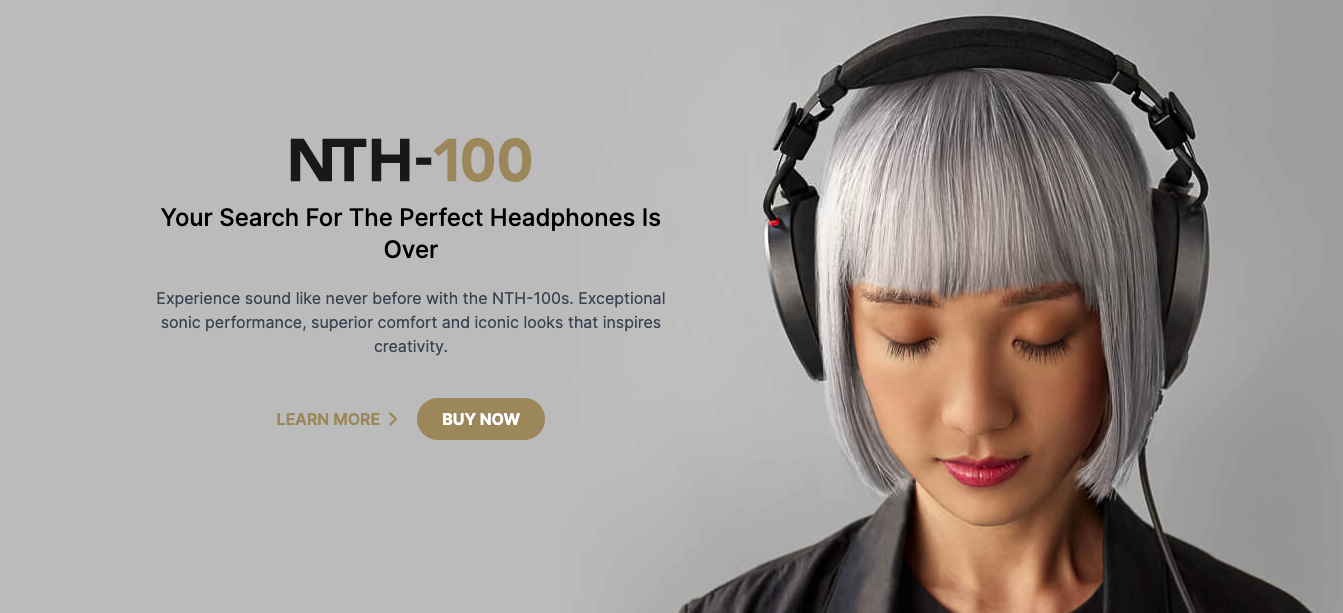 NTH-100
Your Search For The Perfect Headphones Is
Over
Experience sound like never before with the NTH-100s. Exceptional
sonic performance, superior comfort and iconic looks that inspires
creativity.
LEARN MORE
BUY NOW